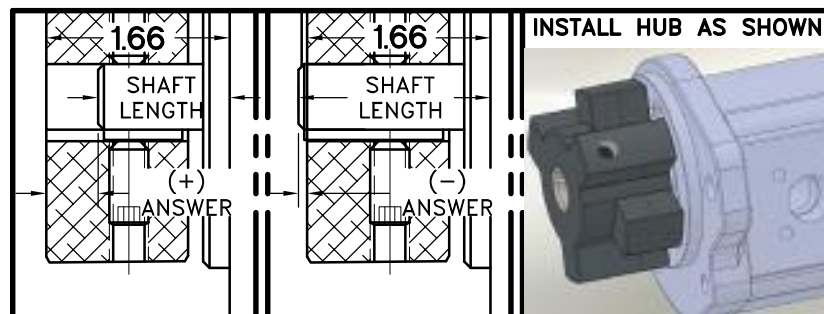 1.66
SHAFT
LENGTH
(+)
ANSWER
1.66
SHAFT
LENGTH
(-)
ANSWER
INSTALL HUB AS SHOWN